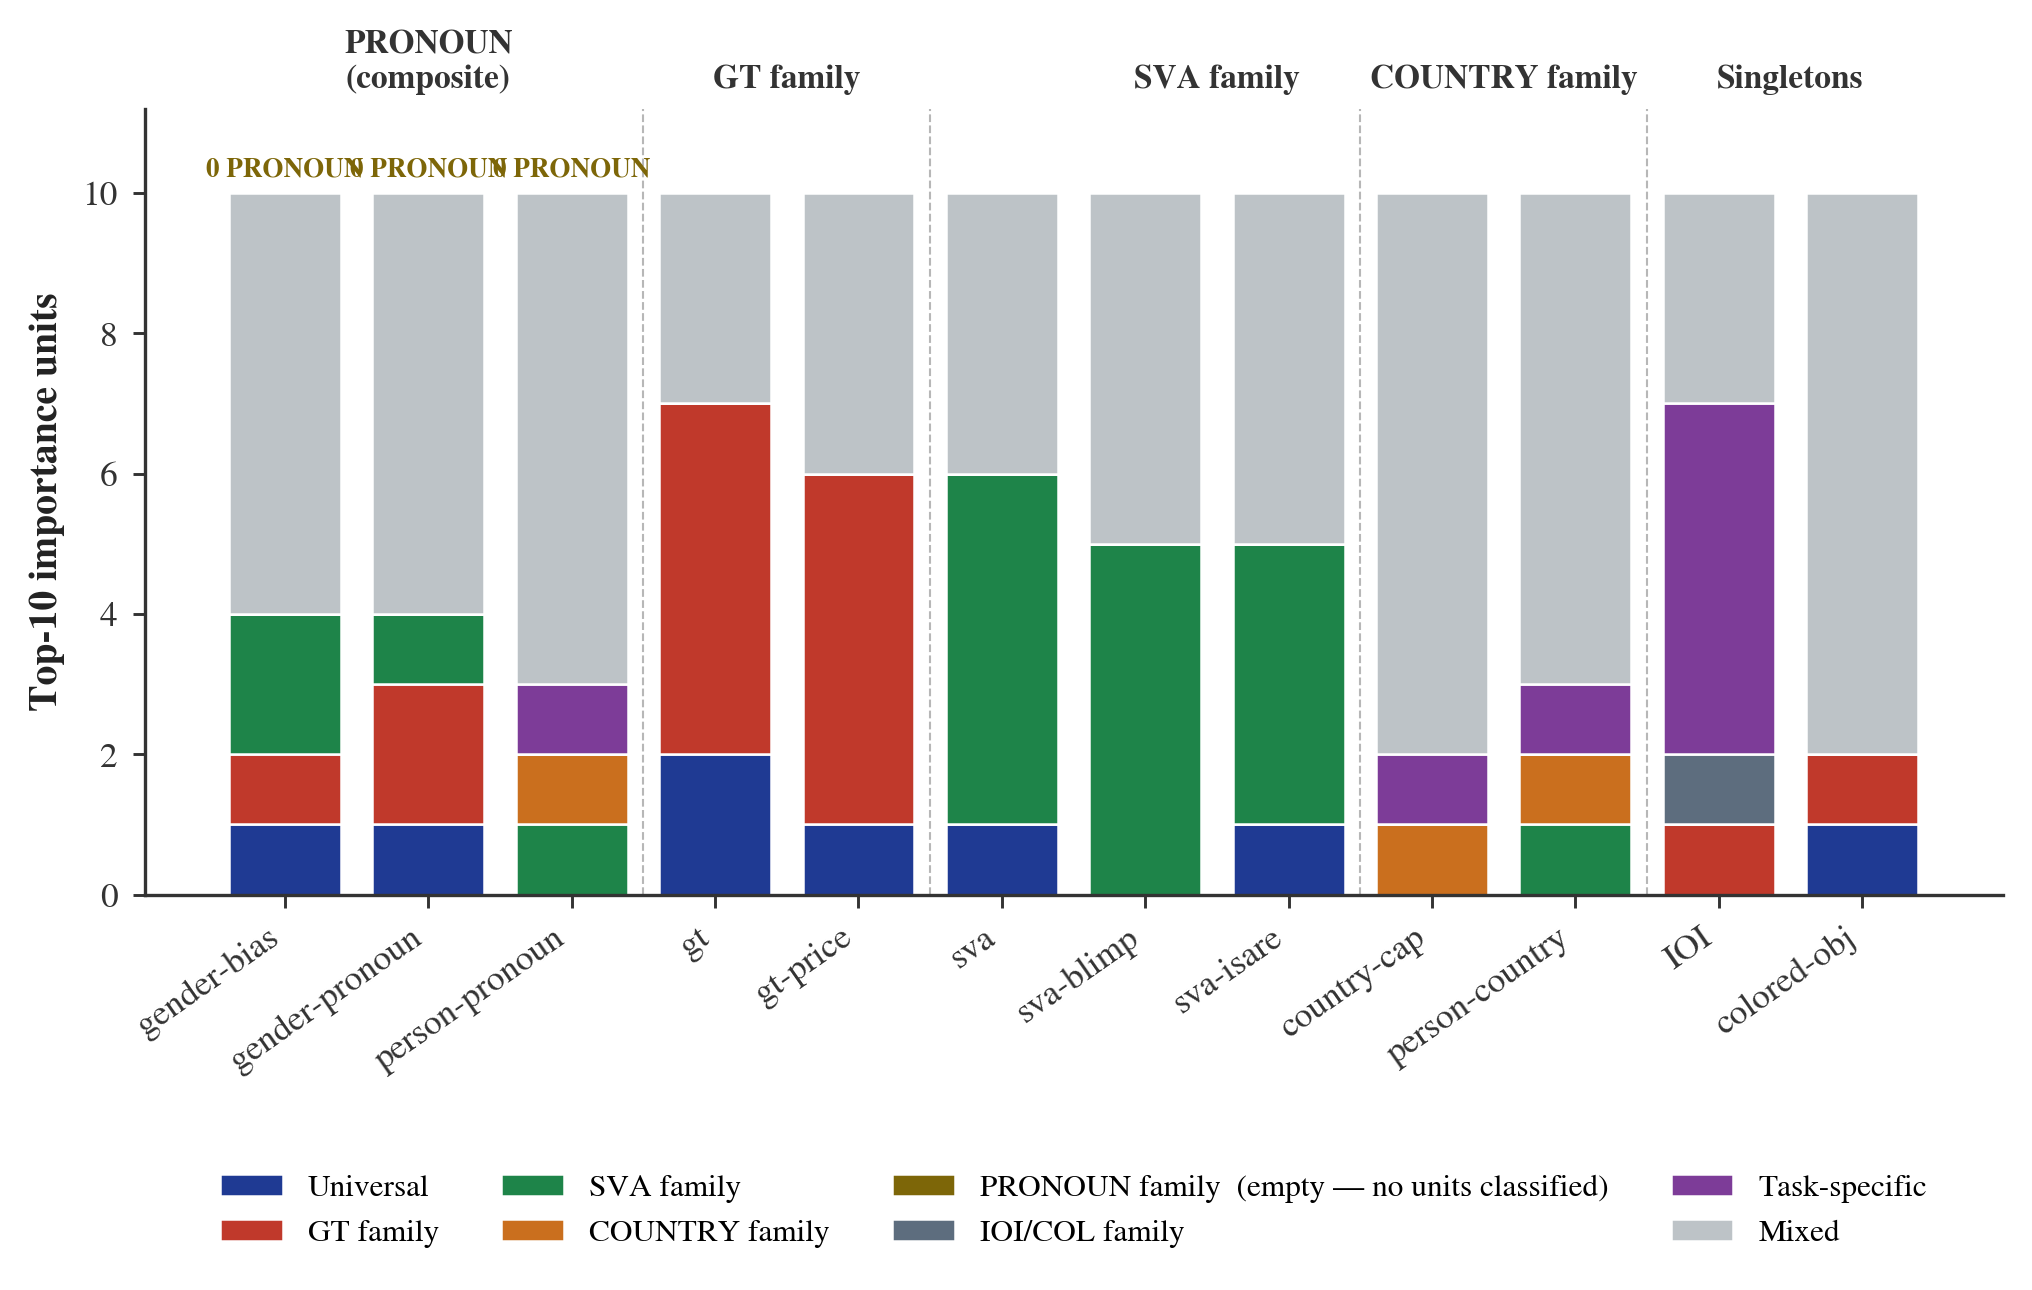 PRONOUN
(composite)
GT family
SVA family
COUNTRY family
Singletons
0 PRONOUN
0 PRONOUN
0 PRONOUN
Top-10 importance units
10
8
6
4
2
0
gender-bias
gender-pronoun
person-pronoun
gt
gt-price
sva
sva-blimp
sva-isare
country-cap
person-country
IOI
colored-obj
Universal
GT family
SVA family
COUNTRY family
PRONOUN family (empty — no units classified)
IOI/COL family
Task-specific
Mixed